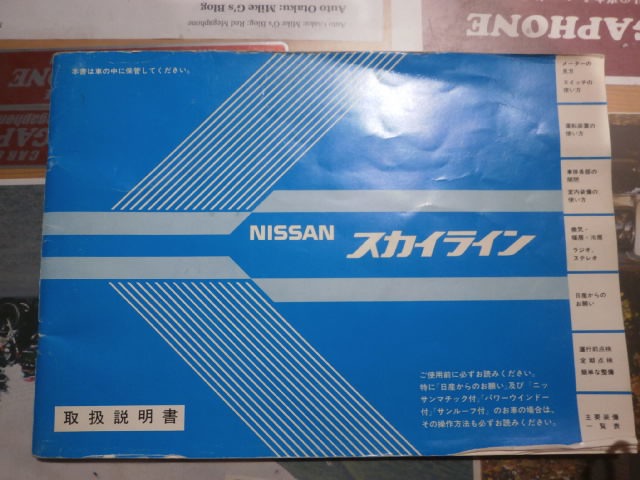 Auto Otaku: Mike G's Blog
Auto Otaku: Mike G's Blog: Red Megaphone
GAPHONE
本書は車の中に保管してください。
メーターの
見方
スイッチの
使い方
運転装置の
使い方
車体各部の
開閉
室内装備の
使い方
換気・
暖房・冷房
ラジオ、
ステレオ
日産からの
お願い
運行前点検
定期点検
簡単な整備
主要装備
一覧表
NISSAN スカイライン
ご使用前に必ずお読みください。
特に「日産からのお願い」及び「ニッ
サンマチック付」「パワーウインドー
付」「サンルーフ付」のお車の場合は、
その操作方法も必ずお読みください。
取扱説明書